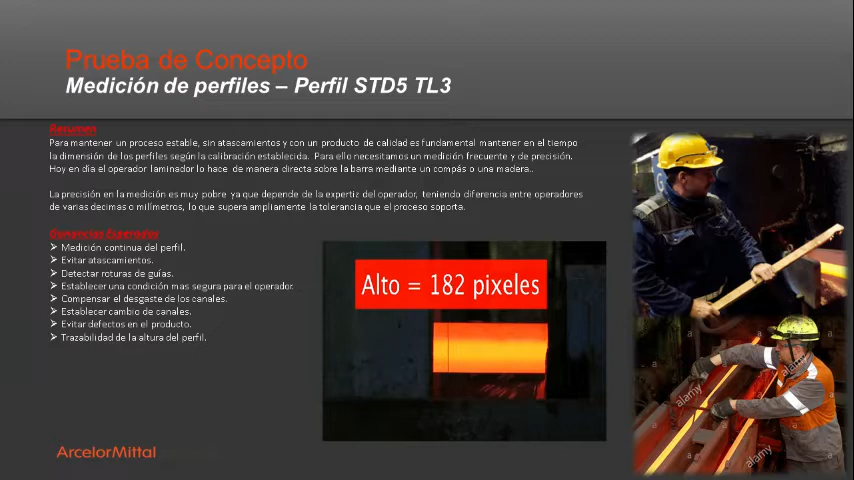 Prueba de Concepto
Medición de perfiles – Perfil STD5 TL3
Resumen
Para mantener un proceso estable, sin atascamientos y con un producto de calidad es fundamental mantener en el tiempo
la dimensión de los perfiles según la calibración establecida. Para ello necesitamos un medición frecuente y de precisión.
Hoy en día el operador laminador lo hace de manera directa sobre la barra mediante un compás o una madera..
La precisión en la medición es muy pobre ya que depende de la expertiz del operador, teniendo diferencia entre operadores
de varias decimas o milímetros, lo que supera ampliamente la tolerancia que el proceso soporta.
Ganancias Esperadas
➢ Medición continua del perfil.
➢ Evitar atascamientos.
➢ Detectar roturas de guías.
➢ Establecer una condición mas segura para el operador.
➢ Compensar el desgaste de los canales.
➢ Establecer cambio de canales.
➢ Evitar defectos en el producto.
➢ Trazabilidad de la altura del perfil.
Alto = 182 pixeles
ArcelorMittal
alamy
alamy
alamy